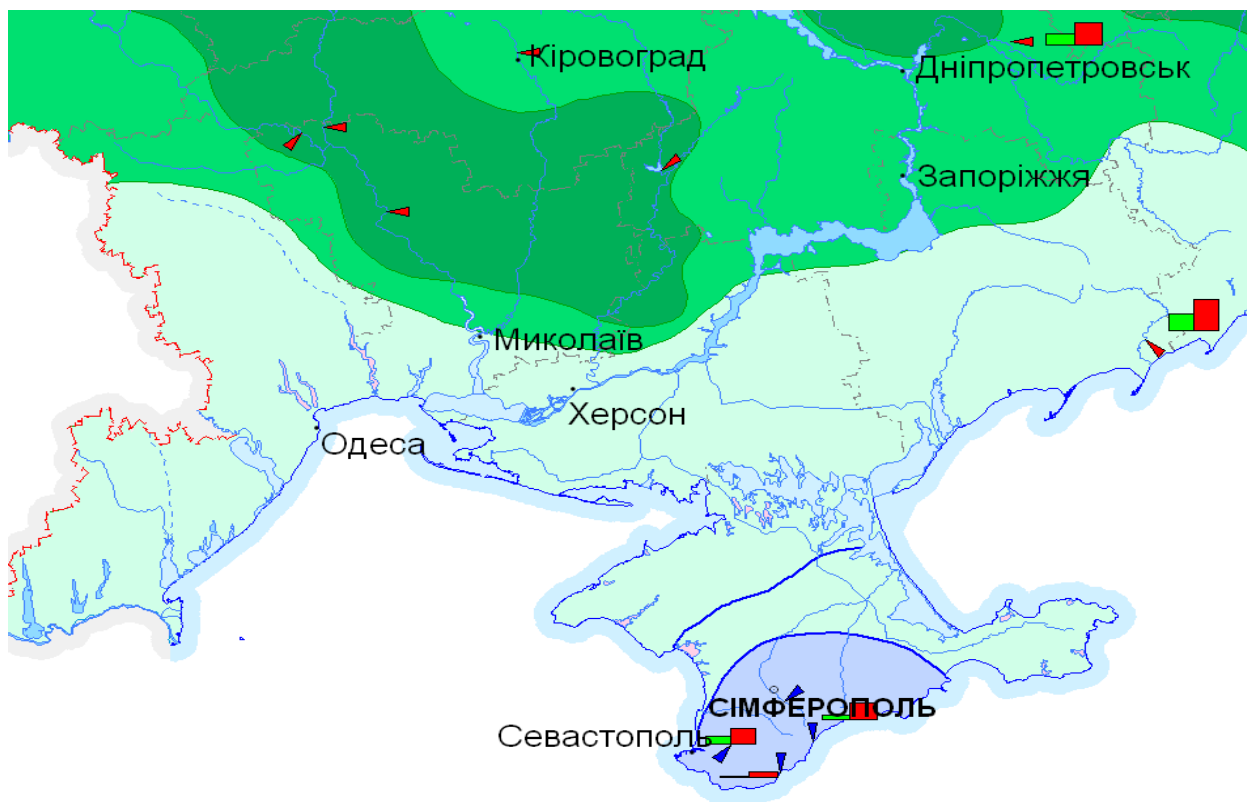 Кіровоград
Дніпропетровськ
Запоріжжя
Миколаїв
Херсон
Одеса
СІМФЕРОПОЛЬ
Севастополь